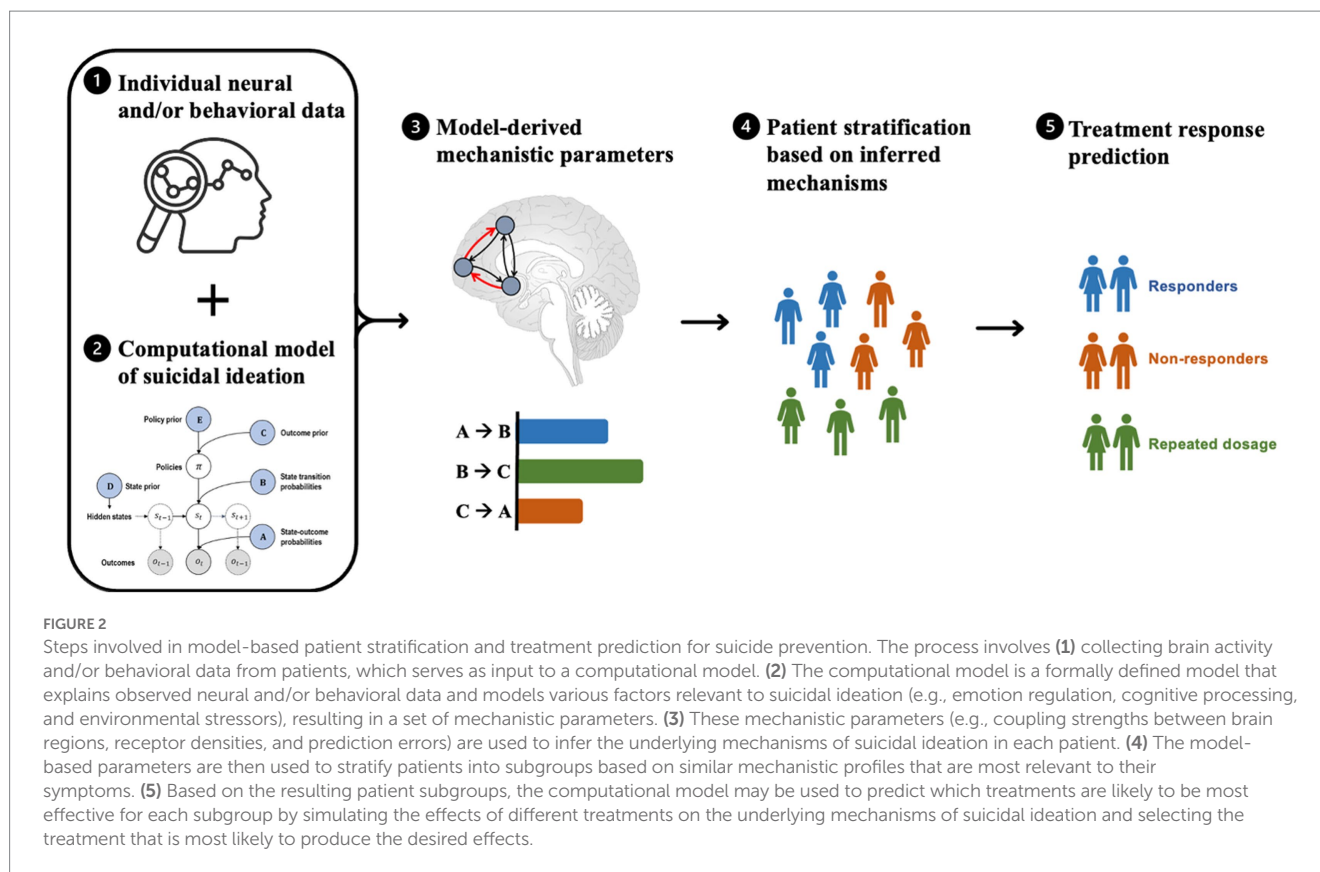 1 Individual neural
and/or behavioral data
+
2 Computational model
of suicidal ideation
Policy prior E
C Outcome prior
Policies π
D State prior
B State transition
probabilities
Hidden states s_{t-1} s_t s_{t+1}
A State-outcome
probabilities
Outcomes o_{t-1} o_t o_{t-1}
3 Model-derived
mechanistic parameters
A → B
B → C
C → A
4 Patient stratification
based on inferred
mechanisms
5 Treatment response
prediction
Responders
Non-responders
Repeated dosage
FIGURE 2
Steps involved in model-based patient stratification and treatment prediction for suicide prevention. The process involves (1) collecting brain activity
and/or behavioral data from patients, which serves as input to a computational model. (2) The computational model is a formally defined model that
explains observed neural and/or behavioral data and models various factors relevant to suicidal ideation (e.g., emotion regulation, cognitive processing,
and environmental stressors), resulting in a set of mechanistic parameters. (3) These mechanistic parameters (e.g., coupling strengths between brain
regions, receptor densities, and prediction errors) are used to infer the underlying mechanisms of suicidal ideation in each patient. (4) The model-
based parameters are then used to stratify patients into subgroups based on similar mechanistic profiles that are most relevant to their
symptoms. (5) Based on the resulting patient subgroups, the computational model may be used to predict which treatments are likely to be most
effective for each subgroup by simulating the effects of different treatments on the underlying mechanisms of suicidal ideation and selecting the
treatment that is most likely to produce the desired effects.